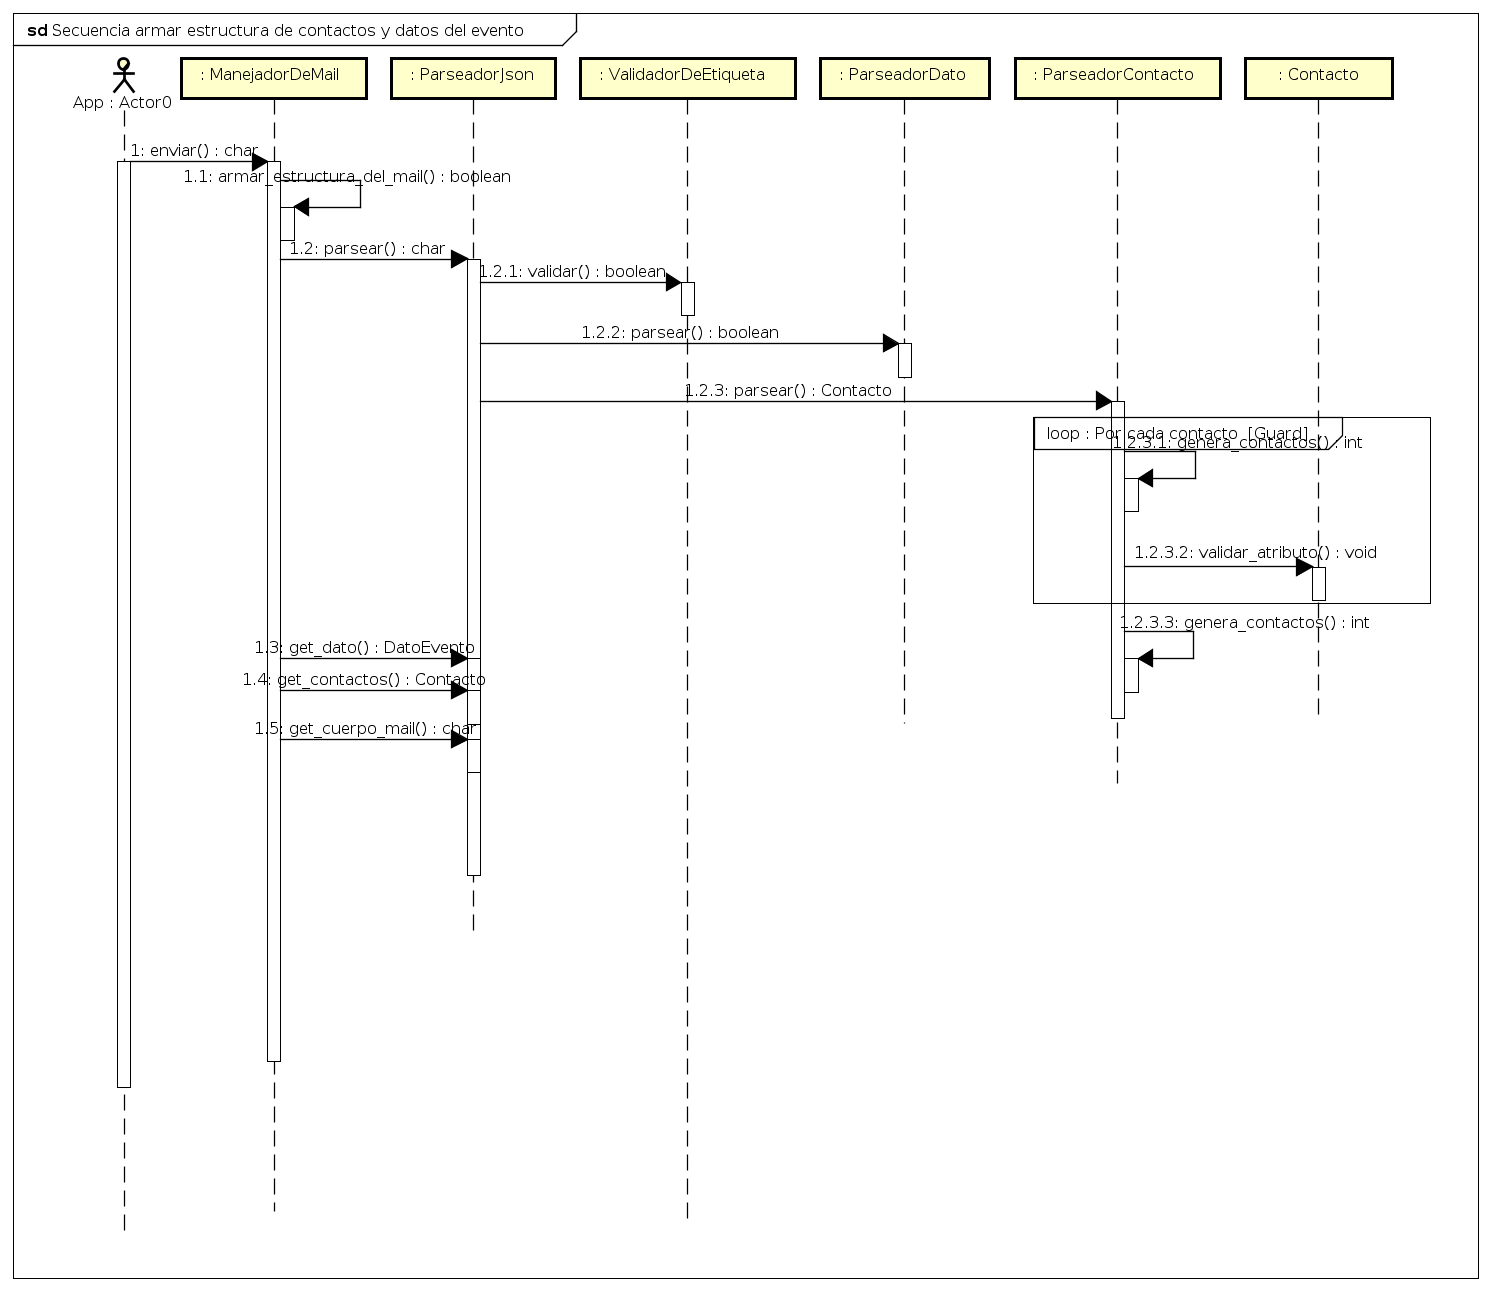 sd Secuencia armar estructura de contactos y datos del evento
App : Actor0
: ManejadorDeMail
: ParseadorJson
: ValidadorDeEtiqueta
: ParseadorDato
: ParseadorContacto
: Contacto
1: enviar() : char
1.1: armar_estructura_del_mail() : boolean
1.2: parsear() : char
1.2.1: validar() : boolean
1.2.2: parsear() : boolean
1.2.3: parsear() : Contacto
loop : Por cada contacto [Guard]
1.2.3.1: genera_contactos() : int
1.2.3.2: validar_atributo() : void
1.2.3.3: genera_contactos() : int
1.3: get_dato() : DatoEvento
1.4: get_contactos() : Contacto
1.5: get_cuerpo_mail() : char